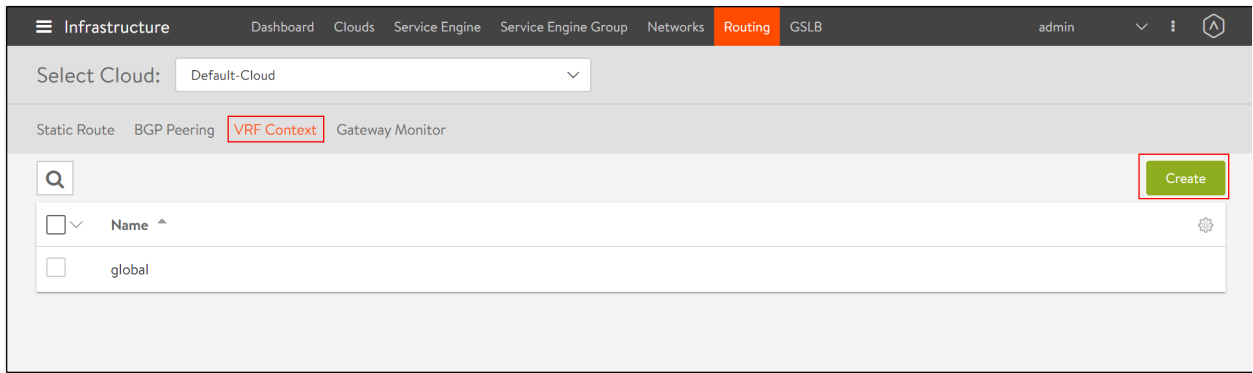 Infrastructure Dashboard Clouds Service Engine Service Engine Group Networks Routing GSLB admin
Select Cloud: Default-Cloud
Static Route BGP Peering VRF Context Gateway Monitor
Create
Name
global